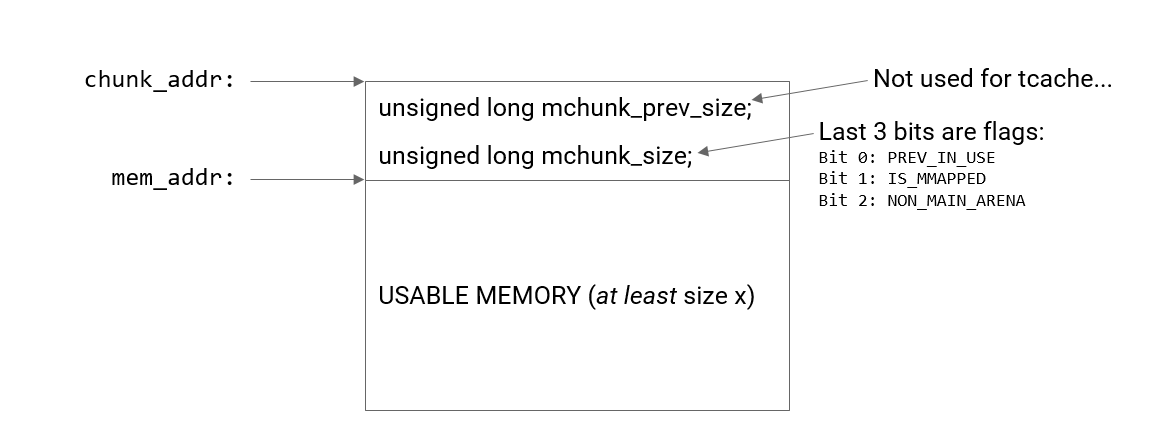 chunk_addr:
unsigned long mchunk_prev_size;
Not used for tcache...
unsigned long mchunk_size;
Last 3 bits are flags:
Bit 0: PREV_IN_USE
Bit 1: IS_MMAPPED
Bit 2: NON_MAIN_ARENA
mem_addr:
USABLE MEMORY (at least size x)